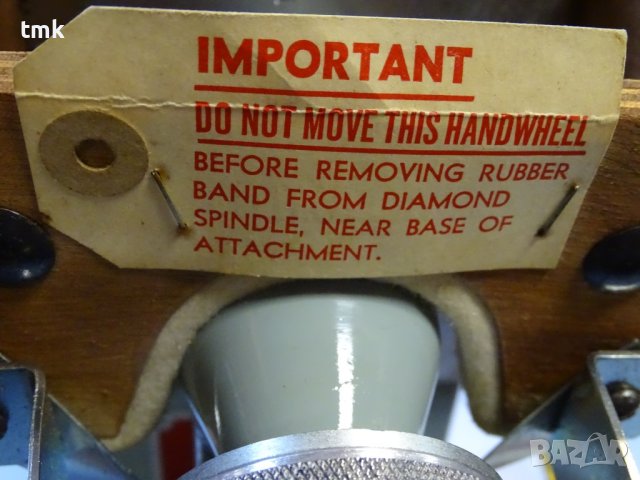 tmk
IMPORTANT
DO NOT MOVE THIS HANDWHEEL
BEFORE REMOVING RUBBER
BAND FROM DIAMOND
SPINDLE, NEAR BASE OF
ATTACHMENT.
BAZAR